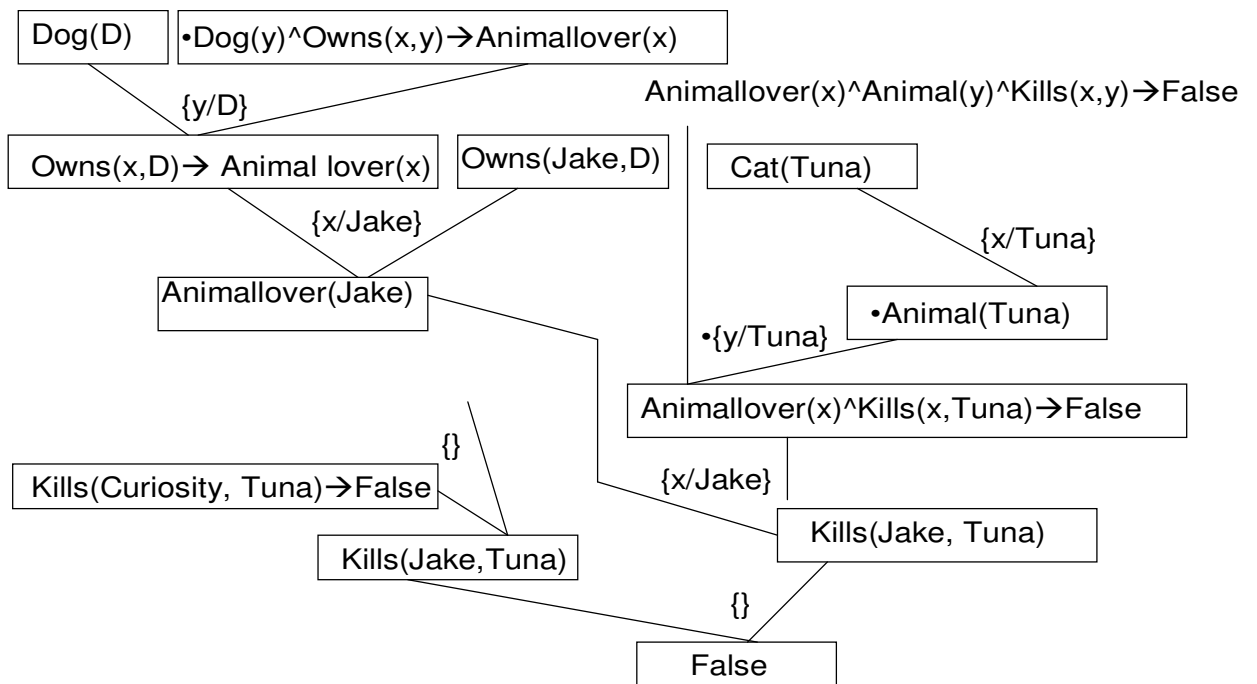 Dog(D)
•Dog(y)^Owns(x,y)→Animallover(x)
{y/D}
Animallover(x)^Animal(y)^Kills(x,y)→False
Owns(x,D)→ Animal lover(x)
Owns(Jake,D)
Cat(Tuna)
{x/Jake}
{x/Tuna}
Animallover(Jake)
•Animal(Tuna)
•{y/Tuna}
Animallover(x)^Kills(x,Tuna)→False
{}
Kills(Curiosity, Tuna)→False
{x/Jake}
Kills(Jake, Tuna)
Kills(Jake,Tuna)
{}
False